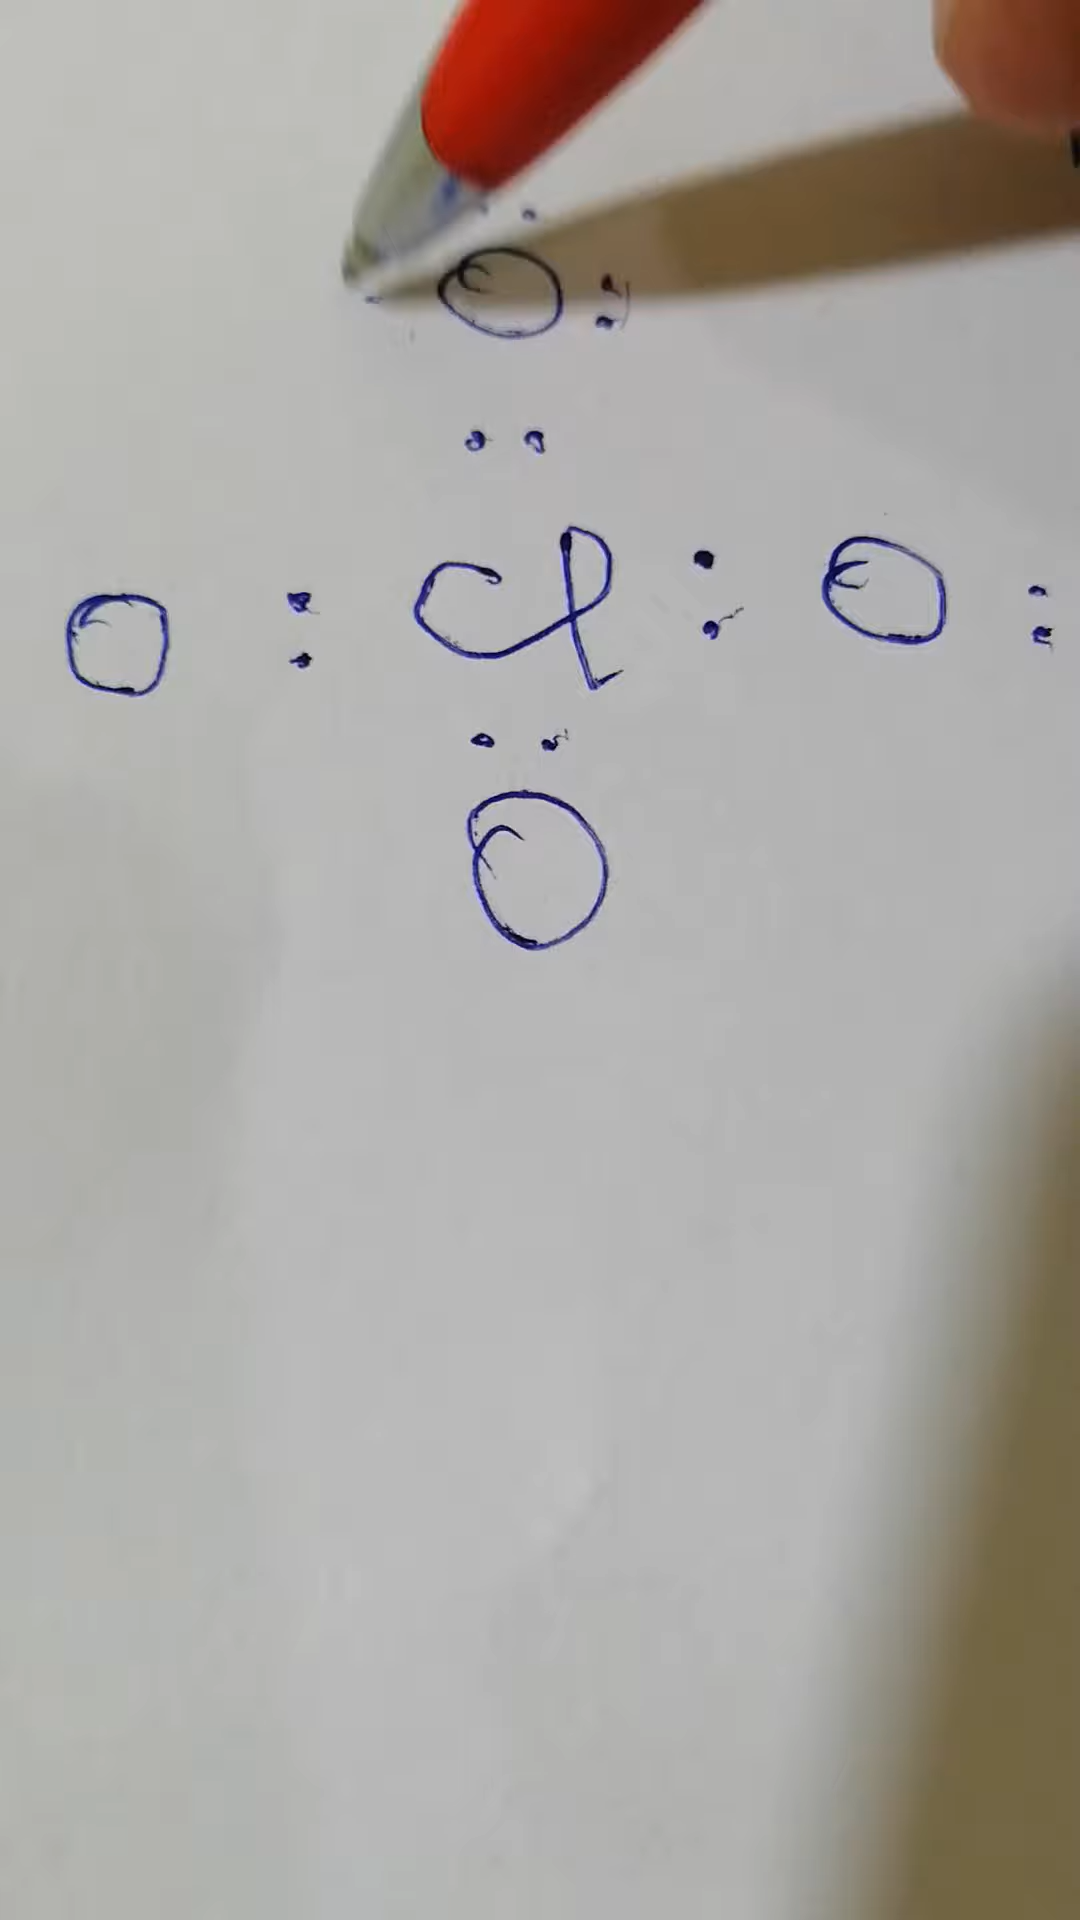 O :
. .
O : Cl : O :
. .
O